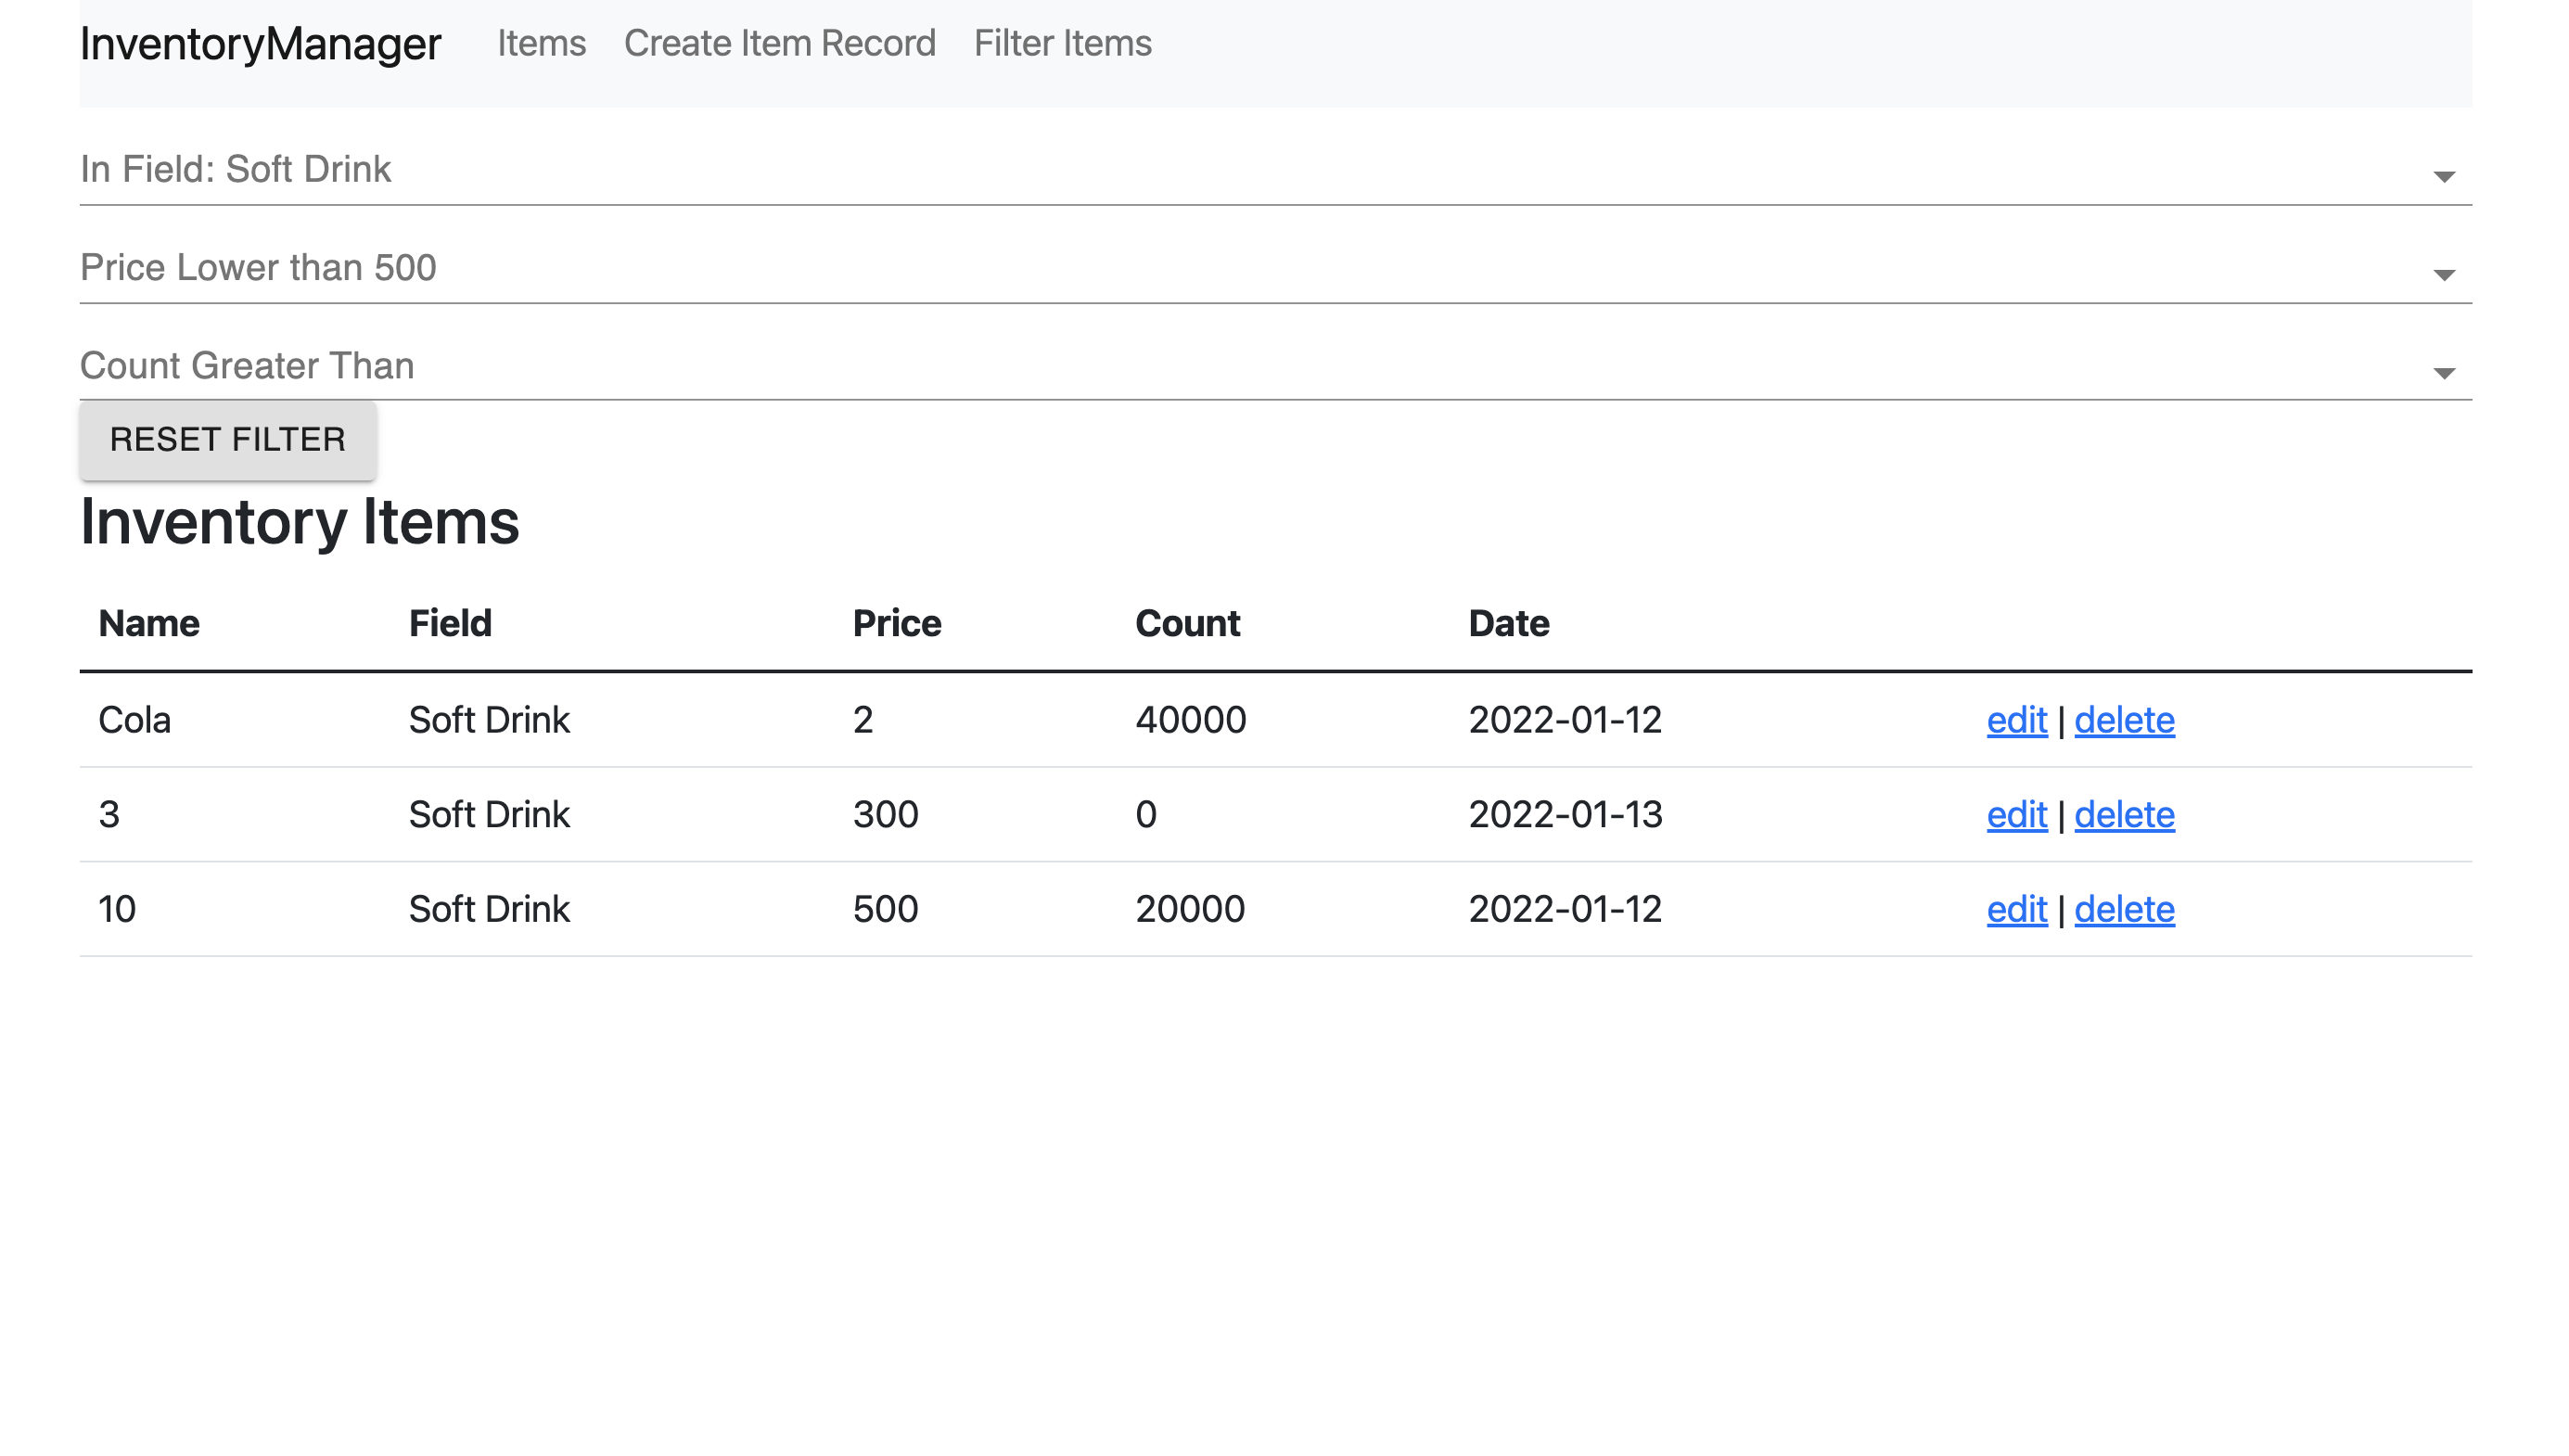 InventoryManager Items Create Item Record Filter Items
In Field: Soft Drink
Price Lower than 500
Count Greater Than
RESET FILTER
Inventory Items
Name Field Price Count Date
Cola Soft Drink 2 40000 2022-01-12 edit | delete
3 Soft Drink 300 0 2022-01-13 edit | delete
10 Soft Drink 500 20000 2022-01-12 edit | delete